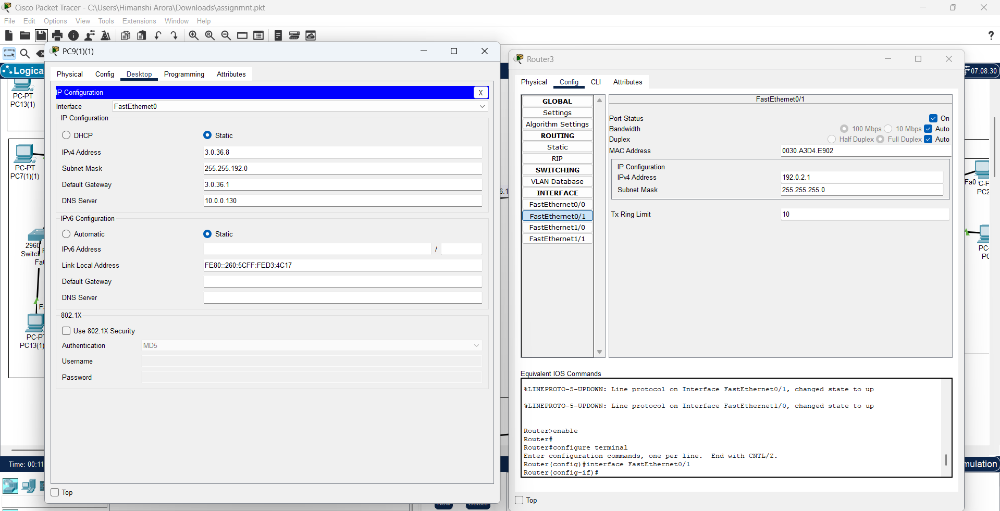 Cisco Packet Tracer - C:\Users\Himanshi Arora\Downloads\assignmnt.pkt
File Edit Options View Tools Extensions Window Help
?
Logica
07:08:30
PC-PT
PC13(1)
PC-PT
PC7(1)(1)
2960
Switch
Fa0
PC-PT
PC13(1)
Time: 00:11
PC9(1)(1)
Physical Config Desktop Programming Attributes
IP Configuration X
Interface FastEthernet0
IP Configuration
DHCP Static
IPv4 Address 3.0.36.8
Subnet Mask 255.255.192.0
Default Gateway 3.0.36.1
DNS Server 10.0.0.130
IPv6 Configuration
Automatic Static
IPv6 Address /
Link Local Address FE80::260:5CFF:FED3:4C17
Default Gateway
DNS Server
802.1X
Use 802.1X Security
Authentication MD5
Username
Password
Top
New Delete
Router3
Physical Config CLI Attributes
GLOBAL
Settings
Algorithm Settings
ROUTING
Static
RIP
SWITCHING
VLAN Database
INTERFACE
FastEthernet0/0
FastEthernet0/1
FastEthernet1/0
FastEthernet1/1
FastEthernet0/1
Port Status On
Bandwidth 100 Mbps 10 Mbps Auto
Duplex Half Duplex Full Duplex Auto
MAC Address 0030.A3D4.E902
IP Configuration
IPv4 Address 192.0.2.1
Subnet Mask 255.255.255.0
Tx Ring Limit 10
Equivalent IOS Commands
%LINEPROTO-5-UPDOWN: Line protocol on Interface FastEthernet0/1, changed state to up
%LINEPROTO-5-UPDOWN: Line protocol on Interface FastEthernet1/0, changed state to up
Router>enable
Router#
Router#configure terminal
Enter configuration commands, one per line. End with CNTL/Z.
Router(config)#interface FastEthernet0/1
Router(config-if)#
Top
Fa0
PC2
PC-
PC
mulation